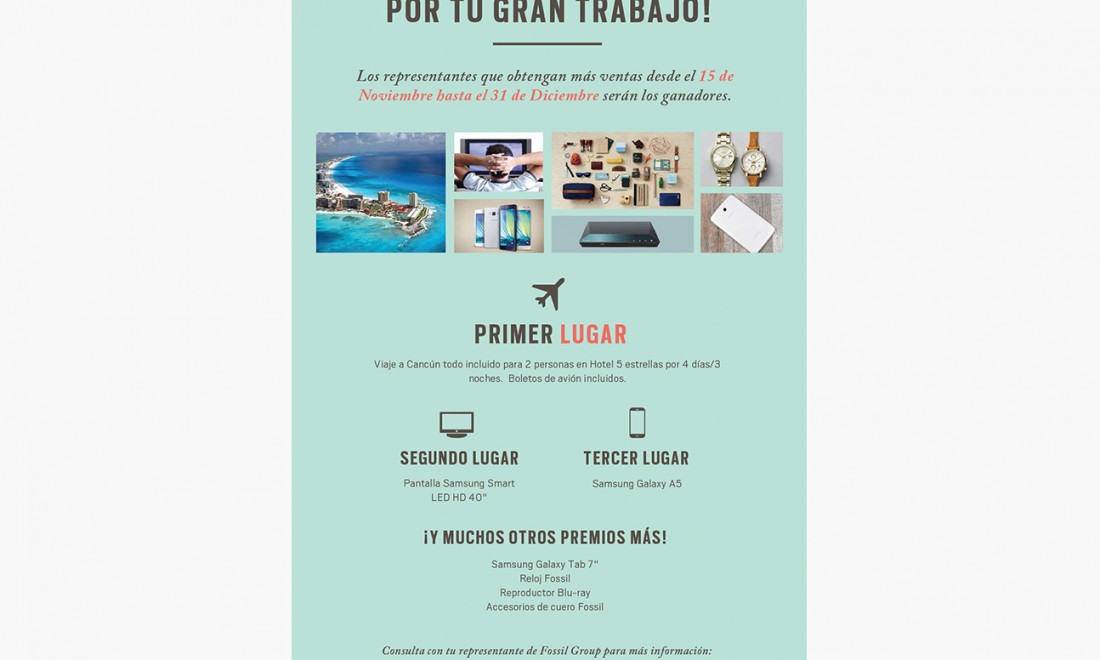 POR TU GRAN TRABAJO!
Los representantes que obtengan más ventas desde el 15 de
Noviembre hasta el 31 de Diciembre serán los ganadores.
PRIMER LUGAR
Viaje a Cancún todo incluido para 2 personas en Hotel 5 estrellas por 4 días/3
noches. Boletos de avión incluidos.
SEGUNDO LUGAR
Pantalla Samsung Smart
LED HD 40"
TERCER LUGAR
Samsung Galaxy A5
¡Y MUCHOS OTROS PREMIOS MÁS!
Samsung Galaxy Tab 7"
Reloj Fossil
Reproductor Blu-ray
Accesorios de cuero Fossil
Consulta con tu representante de Fossil Group para más información: